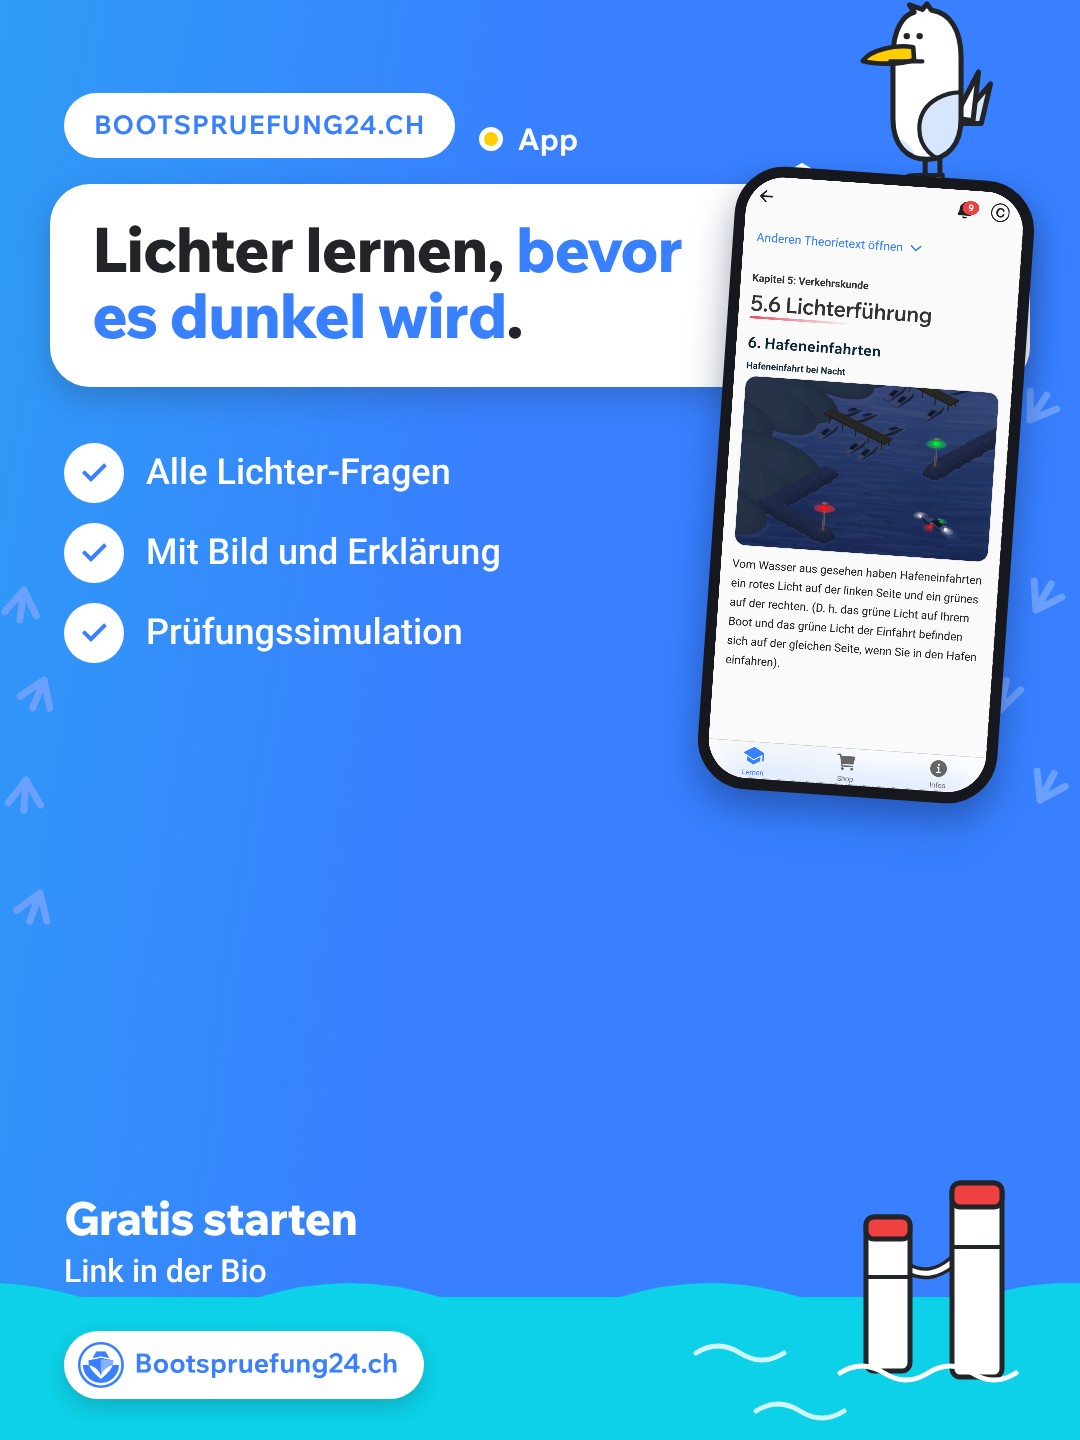 BOOTSPRUEFUNG24.CH
App
Lichter lernen, bevor
es dunkel wird.
Alle Lichter-Fragen
Mit Bild und Erklärung
Prüfungssimulation
9
C
Anderen Theorietext öffnen
Kapitel 5: Verkehrskunde
5.6 Lichterführung
6. Hafeneinfahrten
Hafeneinfahrt bei Nacht
Vom Wasser aus gesehen haben Hafeneinfahrten
ein rotes Licht auf der linken Seite und ein grünes
auf der rechten. (D. h. das grüne Licht auf Ihrem
Boot und das grüne Licht der Einfahrt befinden
sich auf der gleichen Seite, wenn Sie in den Hafen
einfahren).
Lernen
Shop
Infos
Gratis starten
Link in der Bio
Bootspruefung24.ch